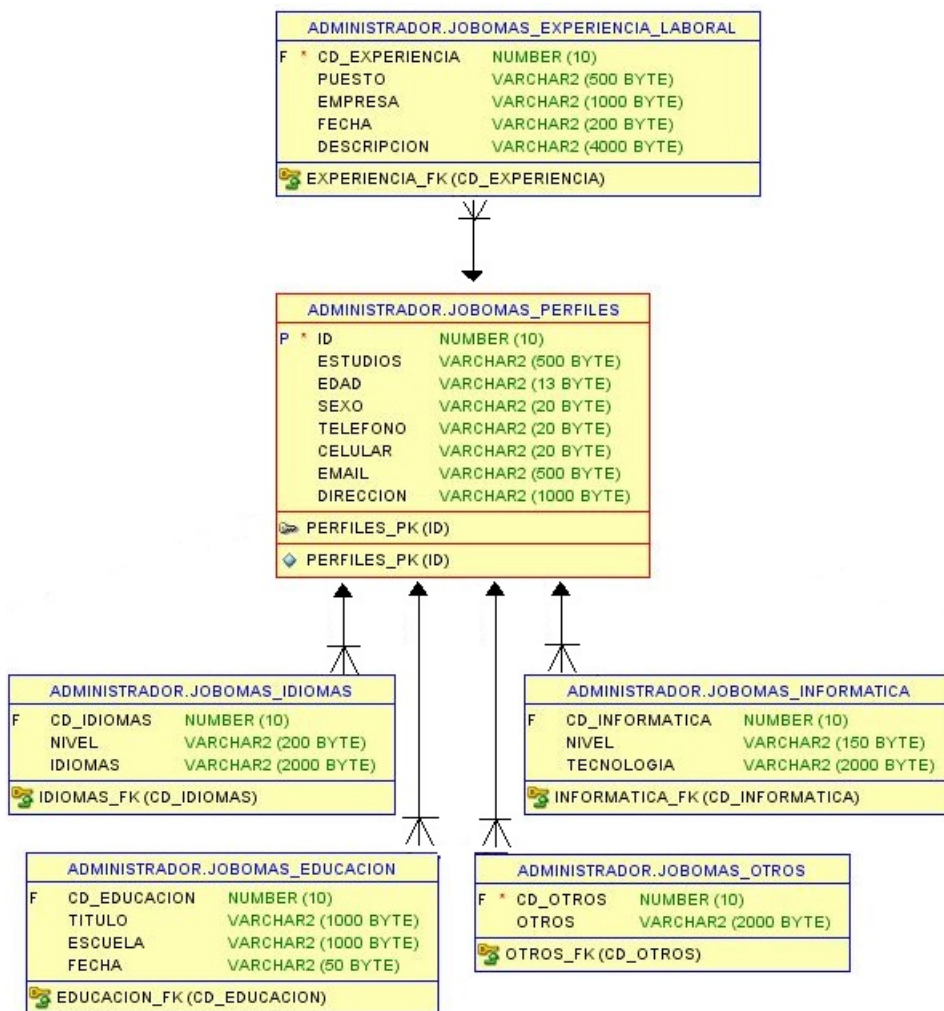 ADMINISTRADOR.JOBOMAS_EXPERIENCIA_LABORAL
F * CD_EXPERIENCIA NUMBER (10)
PUESTO VARCHAR2 (500 BYTE)
EMPRESA VARCHAR2 (1000 BYTE)
FECHA VARCHAR2 (200 BYTE)
DESCRIPCION VARCHAR2 (4000 BYTE)
EXPERIENCIA_FK (CD_EXPERIENCIA)
ADMINISTRADOR.JOBOMAS_PERFILES
P * ID NUMBER (10)
ESTUDIOS VARCHAR2 (500 BYTE)
EDAD VARCHAR2 (13 BYTE)
SEXO VARCHAR2 (20 BYTE)
TELEFONO VARCHAR2 (20 BYTE)
CELULAR VARCHAR2 (20 BYTE)
EMAIL VARCHAR2 (500 BYTE)
DIRECCION VARCHAR2 (1000 BYTE)
PERFILES_PK (ID)
PERFILES_PK (ID)
ADMINISTRADOR.JOBOMAS_IDIOMAS
F CD_IDIOMAS NUMBER (10)
NIVEL VARCHAR2 (200 BYTE)
IDIOMAS VARCHAR2 (2000 BYTE)
IDIOMAS_FK (CD_IDIOMAS)
ADMINISTRADOR.JOBOMAS_INFORMATICA
F CD_INFORMATICA NUMBER (10)
NIVEL VARCHAR2 (150 BYTE)
TECNOLOGIA VARCHAR2 (2000 BYTE)
INFORMATICA_FK (CD_INFORMATICA)
ADMINISTRADOR.JOBOMAS_EDUCACION
F CD_EDUCACION NUMBER (10)
TITULO VARCHAR2 (1000 BYTE)
ESCUELA VARCHAR2 (1000 BYTE)
FECHA VARCHAR2 (50 BYTE)
EDUCACION_FK (CD_EDUCACION)
ADMINISTRADOR.JOBOMAS_OTROS
F * CD_OTROS NUMBER (10)
OTROS VARCHAR2 (2000 BYTE)
OTROS_FK (CD_OTROS)